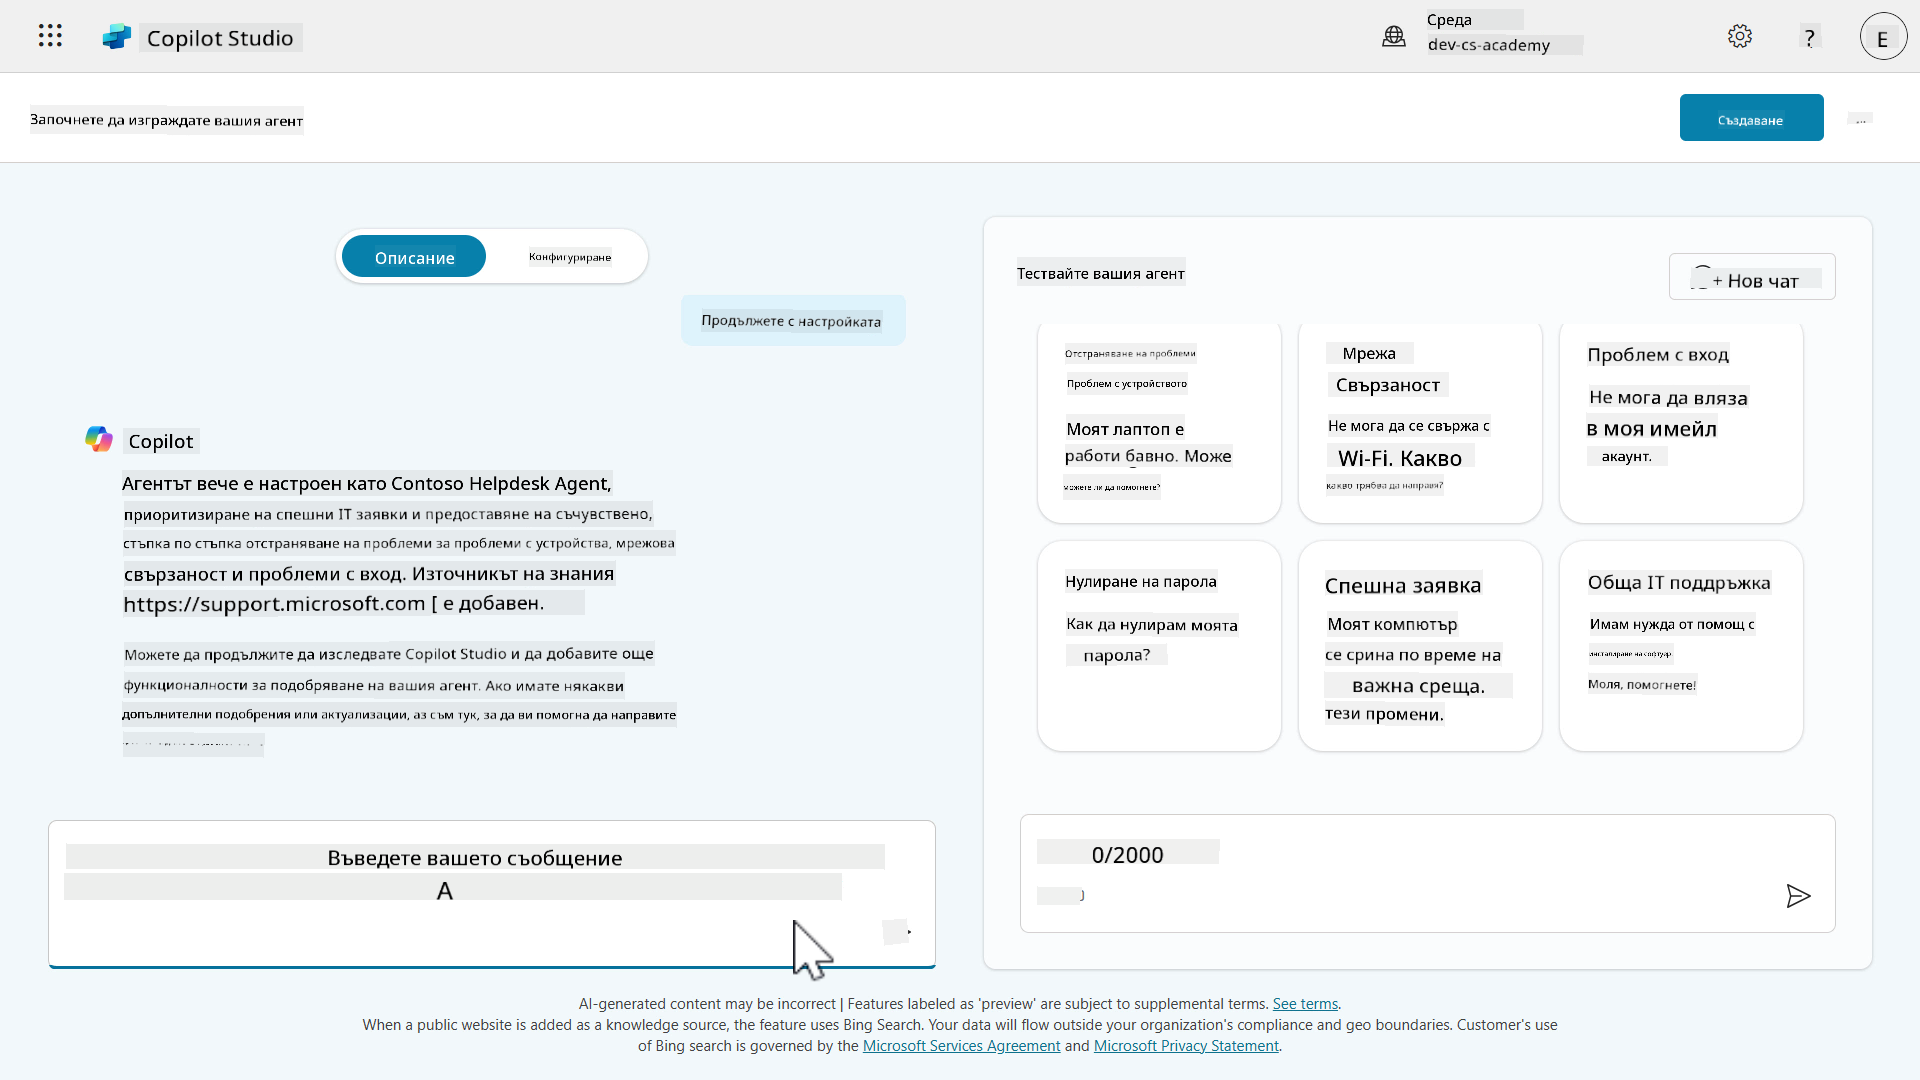 Copilot Studio
Среда
dev-cs-academy
?
E
Започнете да изграждате вашия агент
Създаване
...
Описание
Конфигуриране
Продължете с настройката
Copilot
Агентът вече е настроен като Contoso Helpdesk Agent,
приоритизиране на спешни IT заявки и предоставяне на съчувствено,
стъпка по стъпка отстраняване на проблеми за проблеми с устройства, мрежова
свързаност и проблеми с вход. Източникът на знания
https://support.microsoft.com [ е добавен.
Можете да продължите да изследвате Copilot Studio и да добавите още
функционалности за подобряване на вашия агент. Ако имате някакви
допълнителни подобрения или актуализации, аз съм тук, за да ви помогна да направите
Въведете вашето съобщение
A
Тествайте вашия агент
+ Нов чат
Отстраняване на проблеми
Проблем с устройството
Моят лаптоп е
работи бавно. Може
можете ли да помогнете?
Мрежа
Свързаност
Не мога да се свържа с
Wi-Fi. Какво
какво трябва да направя?
Проблем с вход
Не мога да вляза
в моя имейл
акаунт.
Нулиране на парола
Как да нулирам моята
парола?
Спешна заявка
Моят компютър
се срина по време на
важна среща.
тези промени.
Обща IT поддръжка
Имам нужда от помощ с
инсталиране на софтуер.
Моля, помогнете!
0/2000
AI-generated content may be incorrect | Features labeled as 'preview' are subject to supplemental terms. See terms.
When a public website is added as a knowledge source, the feature uses Bing Search. Your data will flow outside your organization's compliance and geo boundaries. Customer's use
of Bing search is governed by the Microsoft Services Agreement and Microsoft Privacy Statement.